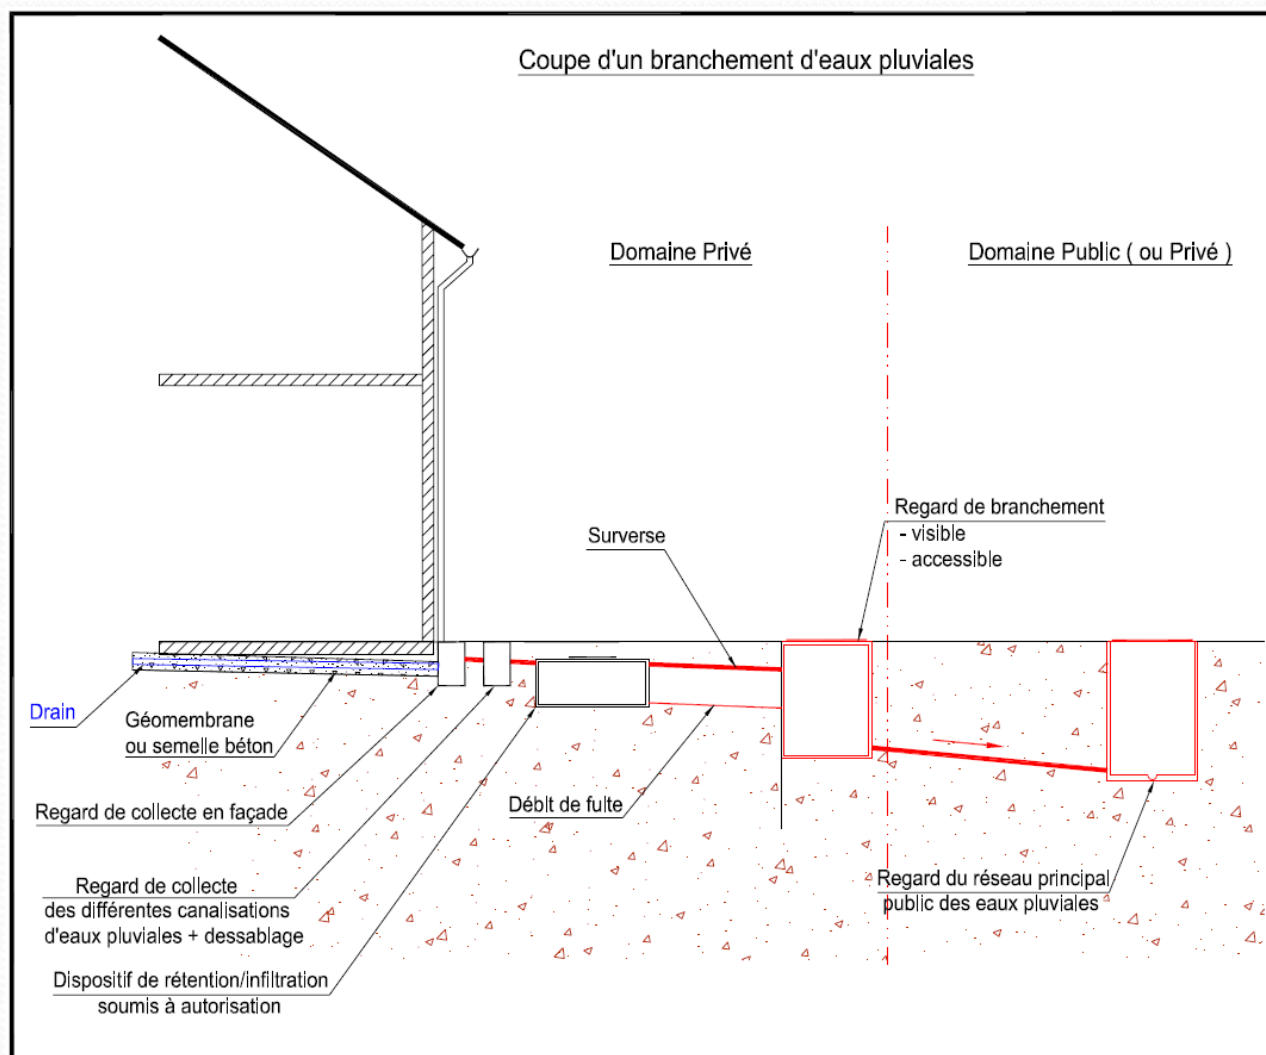 Coupe d'un branchement d'eaux pluviales
Domaine Privé
Domaine Public ( ou Privé )
Regard de branchement
- visible
- accessible
Surverse
Drain
Géomembrane
ou semelle béton
Regard de collecte en façade
Débit de fuite
Regard de collecte
des différentes canalisations
d'eaux pluviales + dessablage
Regard du réseau principal
public des eaux pluviales
Dispositif de rétention/infiltration
soumis à autorisation